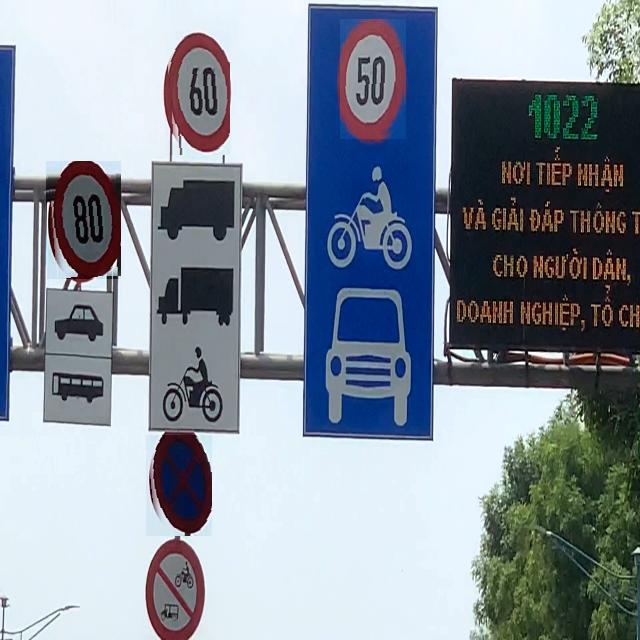 80
60
50
1022
NƠI TIẾP NHẬN
VÀ GIẢI ĐÁP THÔNG
CHO NGƯỜI DÂN,
DOANH NGHIỆP, TỔ